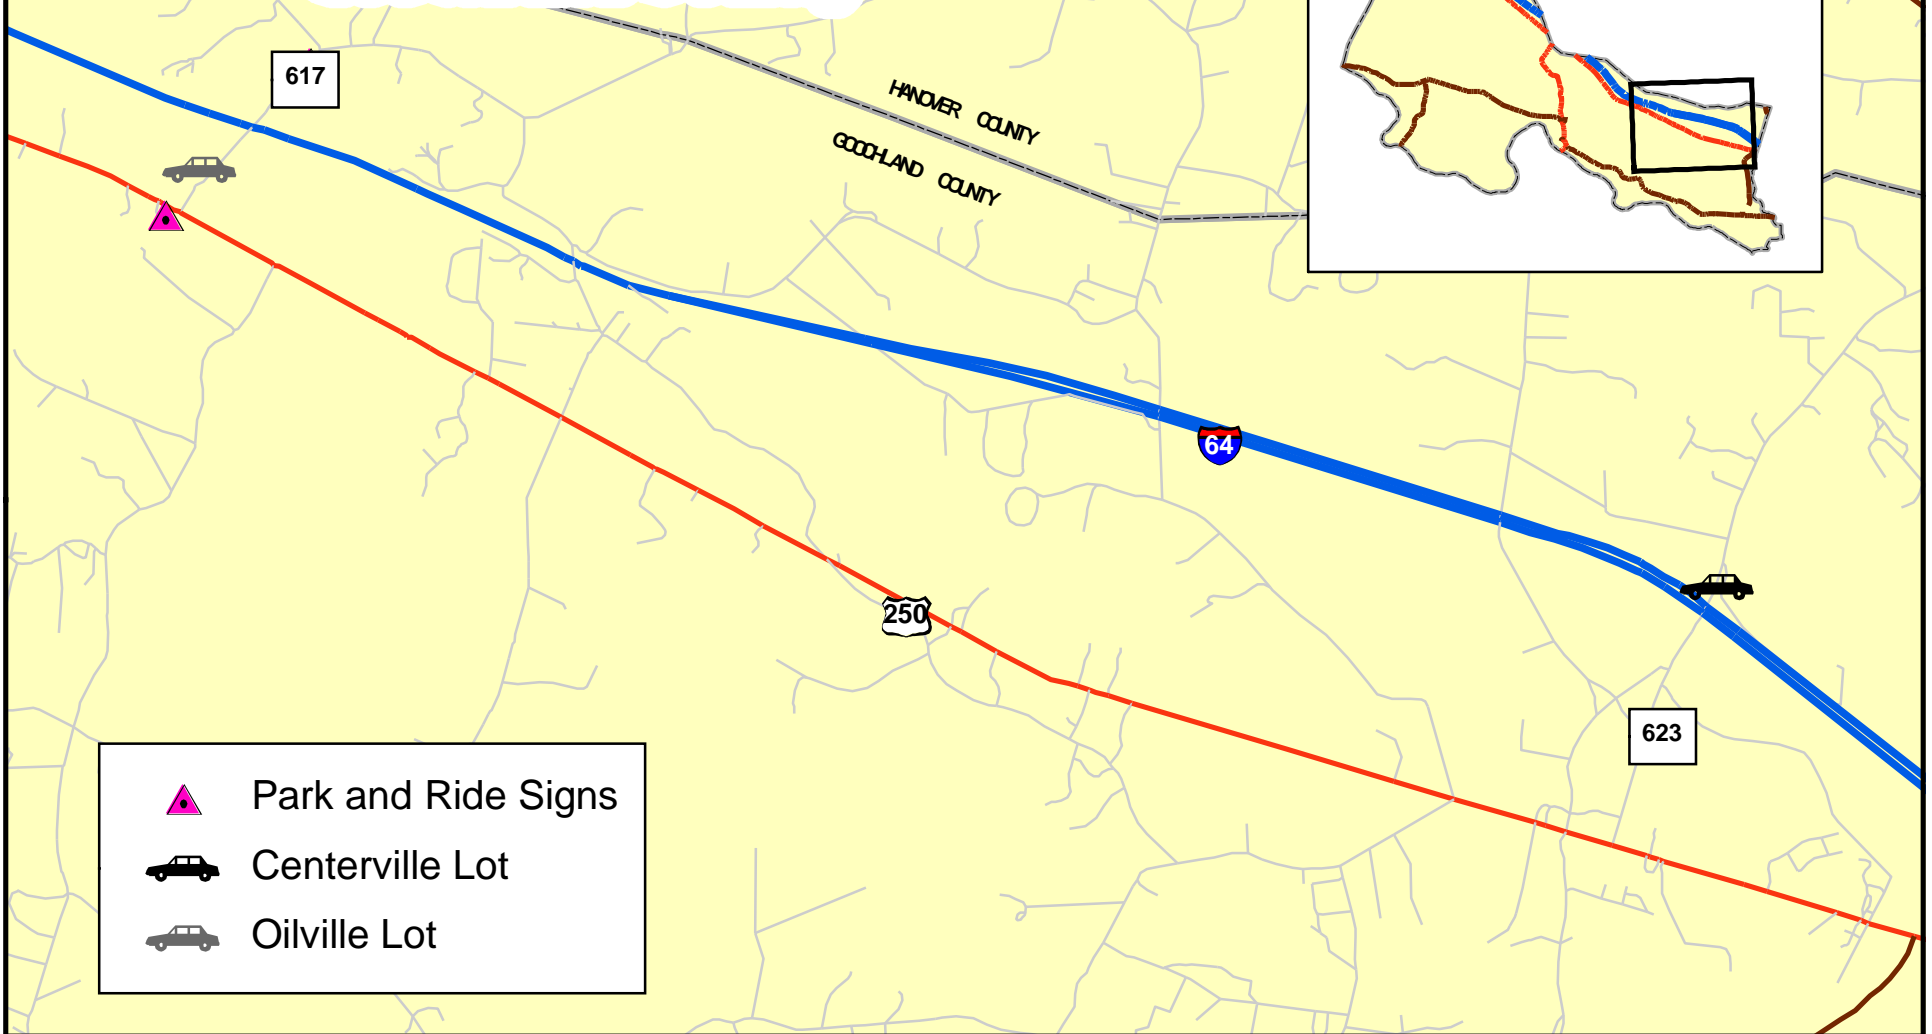 617
HANOVER COUNTY
GOOCHLAND COUNTY
64
250
623
Park and Ride Signs
Centerville Lot
Oilville Lot